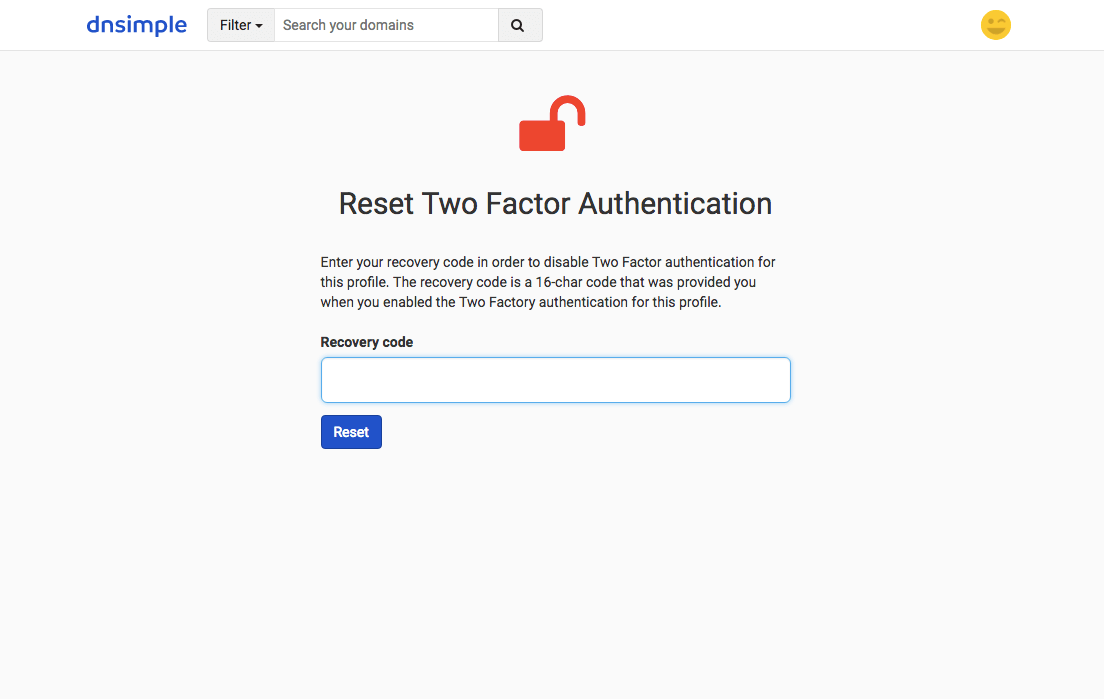 dnsimple
Filter
Search your domains
Reset Two Factor Authentication
Enter your recovery code in order to disable Two Factor authentication for
this profile. The recovery code is a 16-char code that was provided you
when you enabled the Two Factory authentication for this profile.
Recovery code
Reset